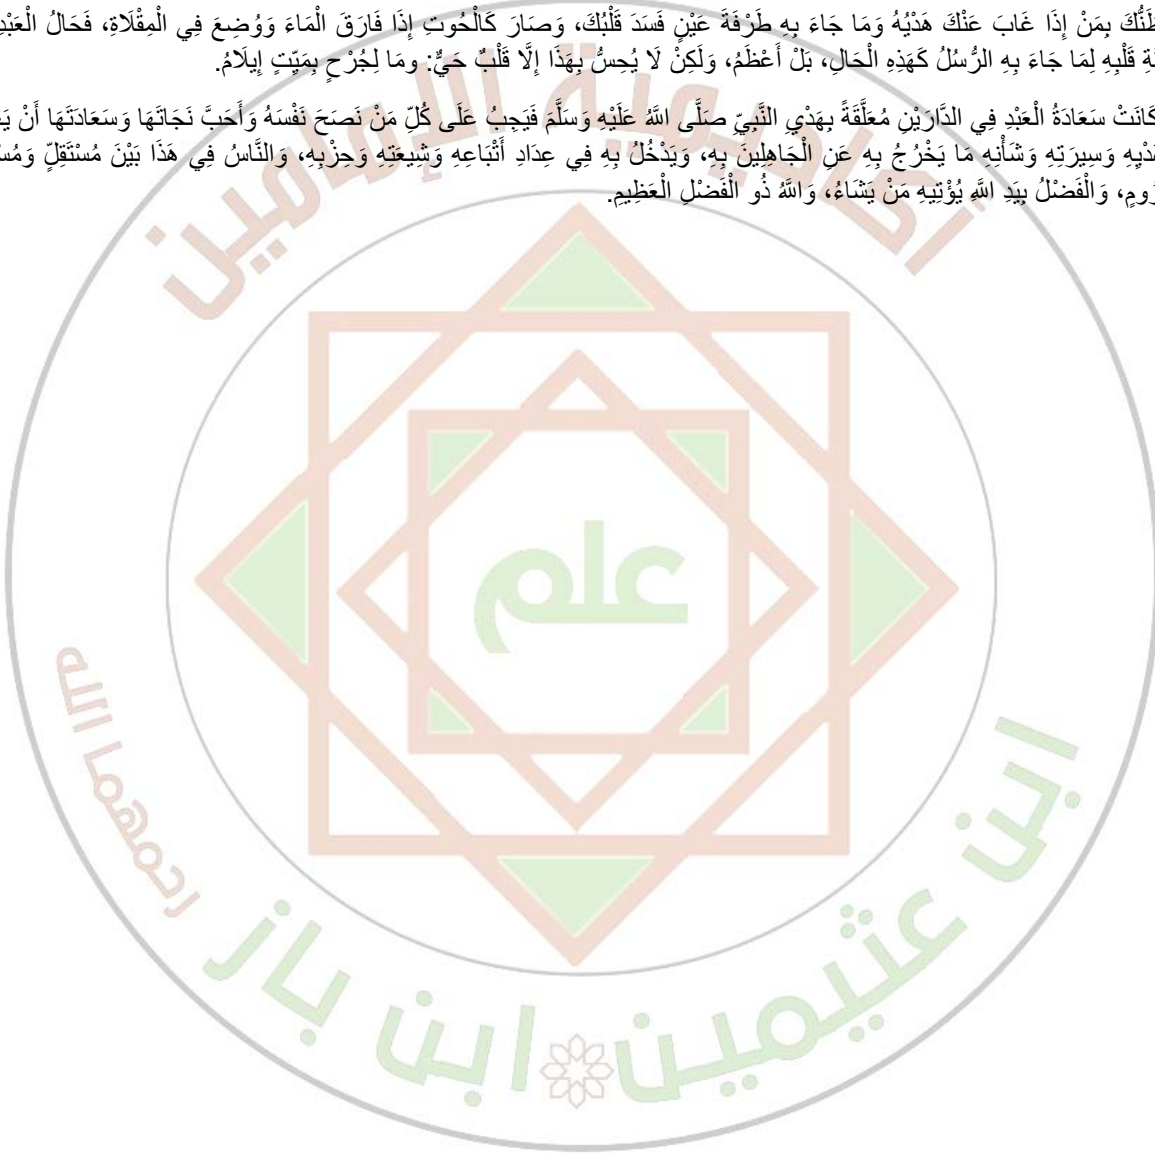 ظَنُّكَ بِمَنْ إِذَا غَابَ عَنْكَ هَدْيُهُ وَمَا جَاءَ بِهِ طَرْفَةَ عَيْنٍ فَسَدَ قَلْبُكَ، وَصَارَ كَالْحُوتِ إِذَا فَارَقَ الْمَاءَ وَوُضِعَ فِي الْمِقْلَاةِ، فَحَالُ الْعَبْدِ
قَلْبِهِ لِمَا جَاءَ بِهِ الرُّسُلُ كَهَذِهِ الْحَالِ، بَلْ أَعْظَمُ، وَلَكِنْ لَا يُحِسُّ بِهَذَا إِلَّا قَلْبٌ حَيٌّ: ومَا لِجُرْحٍ بِمَيِّتٍ إِيلَامُ.
كَانَتْ سَعَادَةُ الْعَبْدِ فِي الدَّارَيْنِ مُعَلَّقَةً بِهَدْيِ النَّبِيِّ صَلَّى اللَّهُ عَلَيْهِ وَسَلَّمَ فَيَجِبُ عَلَى كُلِّ مَنْ نَصَحَ نَفْسَهُ وَأَحَبَّ نَجَاتَهَا وَسَعَادَتَهَا أَنْ
وَسِيرَتِهِ وَشَأْنِهِ مَا يَخْرُجُ بِهِ عَنِ الْجَاهِلِينَ بِهِ، وَيَدْخُلُ بِهِ فِي عِدَادِ أَتْبَاعِهِ وَشِيعَتِهِ وَحِزْبِهِ، وَالنَّاسُ فِي هَذَا بَيْنَ مُسْتَقِلٍّ
وَالْفَضْلُ بِيَدِ اللَّهِ يُؤْتِيهِ مَنْ يَشَاءُ، وَاللَّهُ ذُو الْفَضْلِ الْعَظِيمِ.
أكاديمية الإمامين
علم
ابن عثيمين ابن باز رحمهما الله